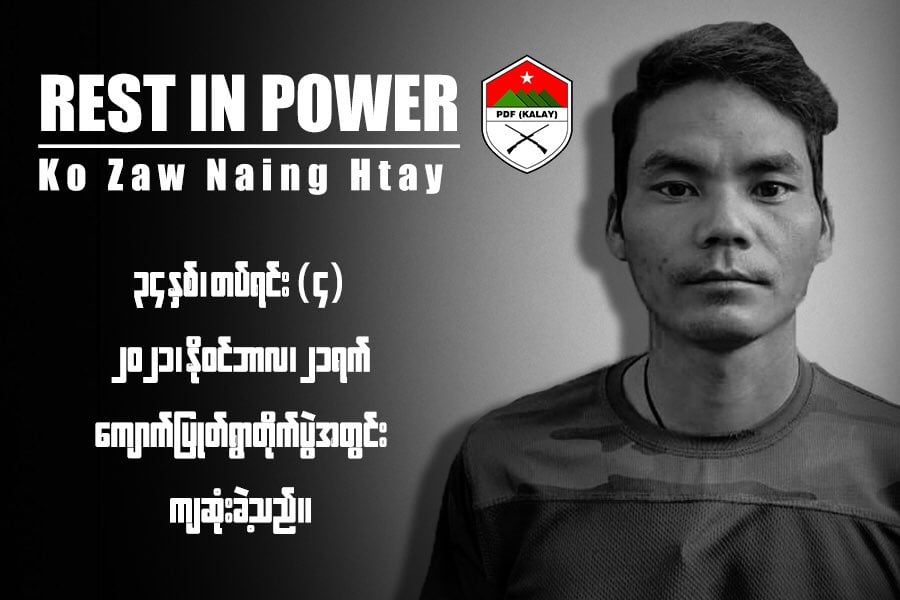 REST IN POWER
PDF (KALAY)
Ko Zaw Naing Htay
၃၄နှစ်၊ တပ်ရင်း (၄)
၂၀၂၁၊ နိုဝင်ဘာလ၊ ၂၁ရက်
ကျောက်ပြုတ်ရွာတိုက်ပွဲအတွင်း
ကျဆုံးခဲ့သည်။